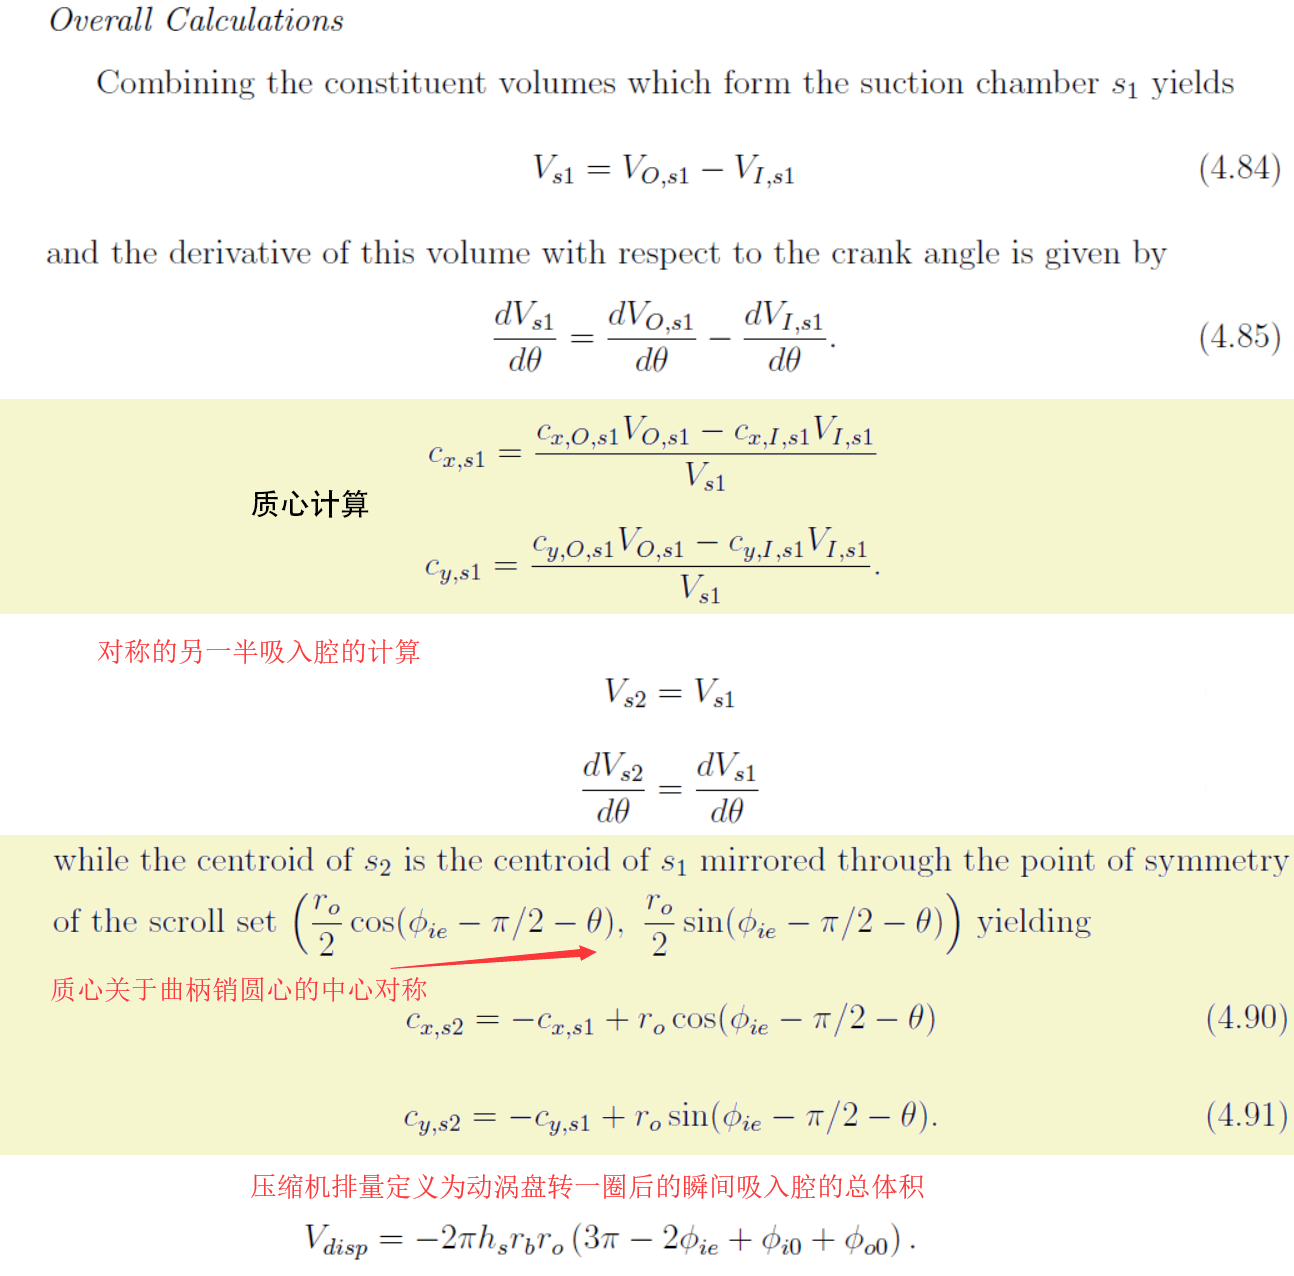 Overall Calculations
Combining the constituent volumes which form the suction chamber $s_1$ yields
$V_{s1} = V_{O,s1} - V_{I,s1}$ (4.84)
and the derivative of this volume with respect to the crank angle is given by
$\frac{dV_{s1}}{d\theta} = \frac{dV_{O,s1}}{d\theta} - \frac{dV_{I,s1}}{d\theta}.$ (4.85)
$c_{x,s1} = \frac{c_{x,O,s1}V_{O,s1} - c_{x,I,s1}V_{I,s1}}{V_{s1}}$
质心计算
$c_{y,s1} = \frac{c_{y,O,s1}V_{O,s1} - c_{y,I,s1}V_{I,s1}}{V_{s1}}.$
对称的另一半吸入腔的计算
$V_{s2} = V_{s1}$
$\frac{dV_{s2}}{d\theta} = \frac{dV_{s1}}{d\theta}$
while the centroid of $s_2$ is the centroid of $s_1$ mirrored through the point of symmetry
of the scroll set $\left(\frac{r_o}{2}\cos(\phi_{ie} - \pi/2 - \theta),\ \frac{r_o}{2}\sin(\phi_{ie} - \pi/2 - \theta)\right)$ yielding
质心关于曲柄销圆心的中心对称
$c_{x,s2} = -c_{x,s1} + r_o\cos(\phi_{ie} - \pi/2 - \theta)$ (4.90)
$c_{y,s2} = -c_{y,s1} + r_o\sin(\phi_{ie} - \pi/2 - \theta).$ (4.91)
压缩机排量定义为动涡盘转一圈后的瞬间吸入腔的总体积
$V_{disp} = -2\pi h_s r_b r_o (3\pi - 2\phi_{ie} + \phi_{i0} + \phi_{o0}).$